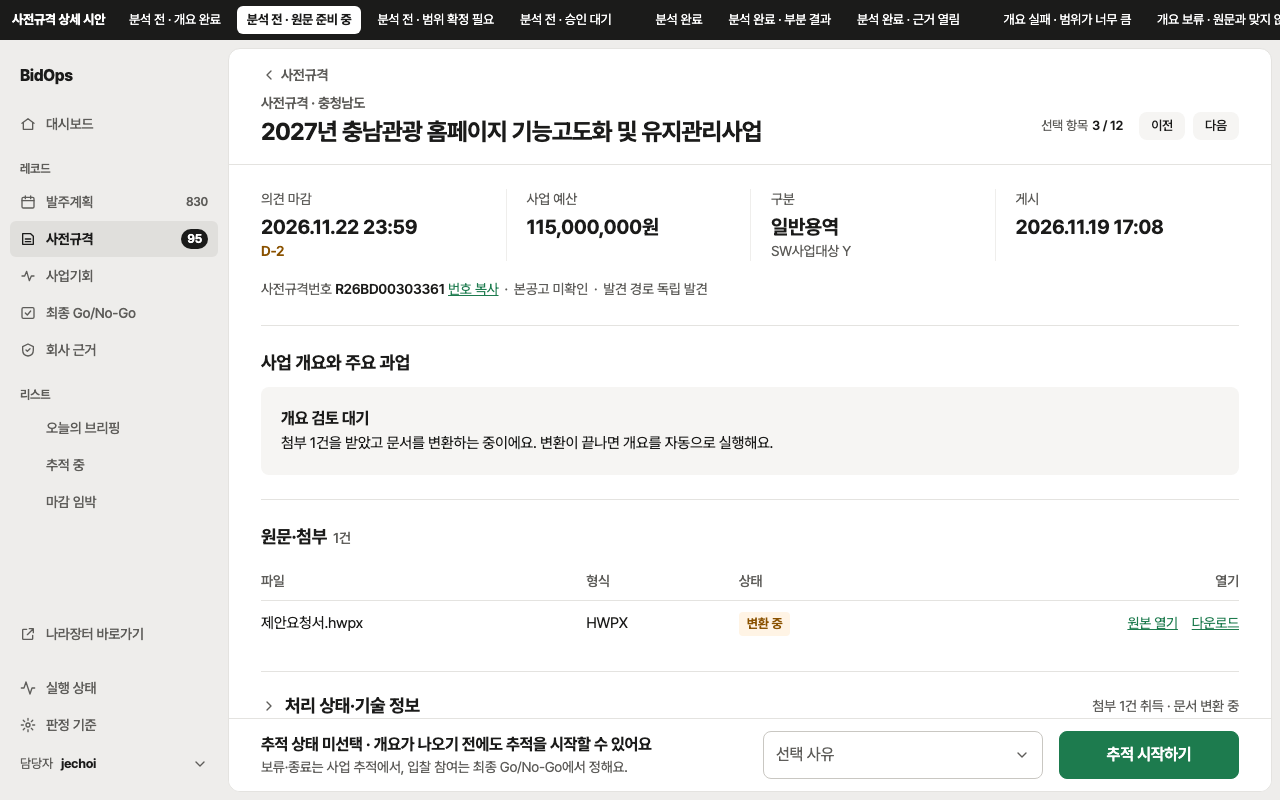 사전규격 상세 시안
분석 전 · 개요 완료
분석 전 · 원문 준비 중
분석 전 · 범위 확정 필요
분석 전 · 승인 대기
분석 완료
분석 완료 · 부분 결과
분석 완료 · 근거 열림
개요 실패 · 범위가 너무 큼
개요 보류 · 원문과 맞지
BidOps
대시보드
레코드
발주계획 830
사전규격 95
사업기회
최종 Go/No-Go
회사 근거
리스트
오늘의 브리핑
추적 중
마감 임박
나라장터 바로가기
실행 상태
판정 기준
담당자 jechoi
사전규격
사전규격 · 충청남도
2027년 충남관광 홈페이지 기능고도화 및 유지관리사업
선택 항목 3 / 12
이전
다음
의견 마감
2026.11.22 23:59
D-2
사업 예산
115,000,000원
구분
일반용역
SW사업대상 Y
게시
2026.11.19 17:08
사전규격번호 R26BD00303361 번호 복사 · 본공고 미확인 · 발견 경로 독립 발견
사업 개요와 주요 과업
개요 검토 대기
첨부 1건을 받았고 문서를 변환하는 중이에요. 변환이 끝나면 개요를 자동으로 실행해요.
원문·첨부 1건
파일 형식 상태 열기
제안요청서.hwpx HWPX 변환 중 원본 열기 다운로드
처리 상태·기술 정보
첨부 1건 취득 · 문서 변환 중
추적 상태 미선택 · 개요가 나오기 전에도 추적을 시작할 수 있어요
보류·종료는 사업 추적에서, 입찰 참여는 최종 Go/No-Go에서 정해요.
선택 사유
추적 시작하기